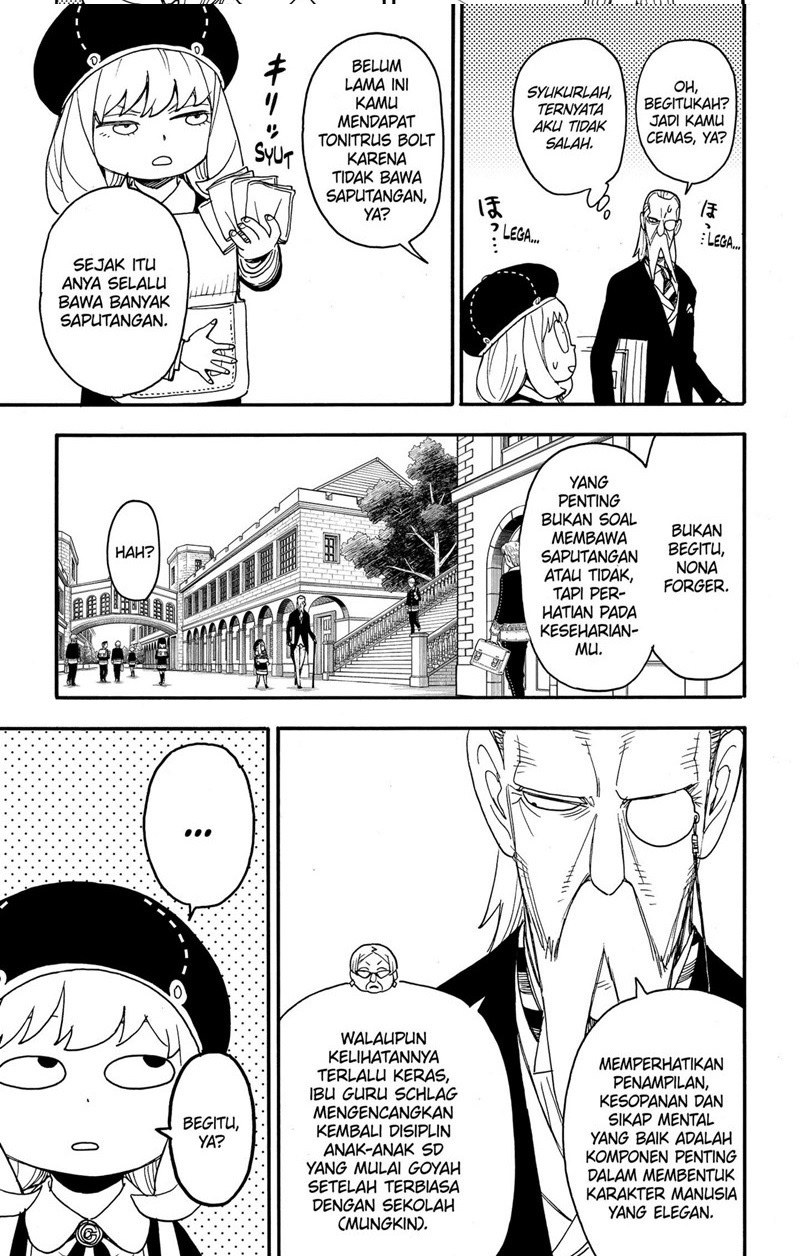 OH,
BEGITUKAH?
JADI KAMU
CEMAS, YA?
ほっ…
LEGA...
SYUKURLAH,
TERNYATA
AKU TIDAK
SALAH.
ほっ…
LEGA...
BELUM
LAMA INI
KAMU
MENDAPAT
TONITRUS BOLT
KARENA
TIDAK BAWA
SAPUTANGAN,
YA?
キリッ
SYUT
SEJAK ITU
ANYA SELALU
BAWA BANYAK
SAPUTANGAN.
BUKAN
BEGITU,
NONA
FORGER.
YANG
PENTING
BUKAN SOAL
MEMBAWA
SAPUTANGAN
ATAU TIDAK,
TAPI PER-
HATIAN PADA
KESEHARIAN-
MU.
HAH?
MEMPERHATIKAN
PENAMPILAN,
KESOPANAN DAN
SIKAP MENTAL
YANG BAIK ADALAH
KOMPONEN PENTING
DALAM MEMBENTUK
KARAKTER MANUSIA
YANG ELEGAN.
WALAUPUN
KELIHATANNYA
TERLALU KERAS,
IBU GURU SCHLAG
MENGENCANGKAN
KEMBALI DISIPLIN
ANAK-ANAK SD
YANG MULAI GOYAH
SETELAH TERBIASA
DENGAN SEKOLAH
(MUNGKIN).
...
BEGITU,
YA?